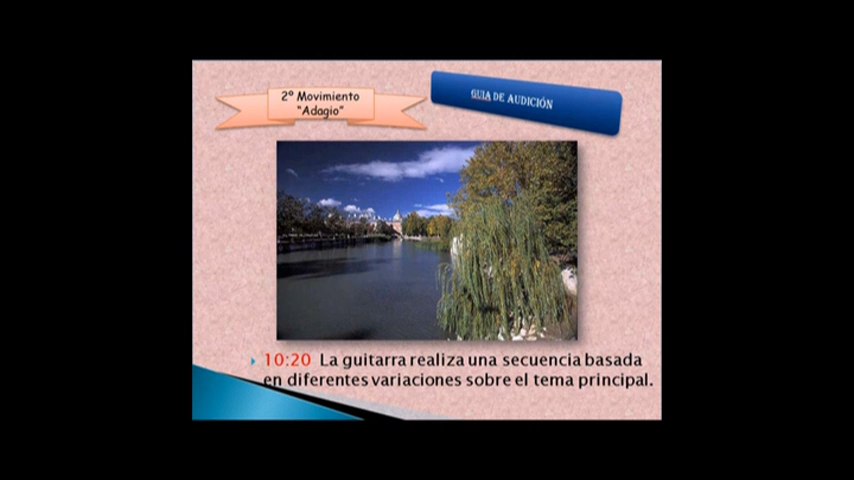 2º Movimiento
“Adagio”
GUIA DE AUDICIÓN
10:20 La guitarra realiza una secuencia basada
en diferentes variaciones sobre el tema principal.